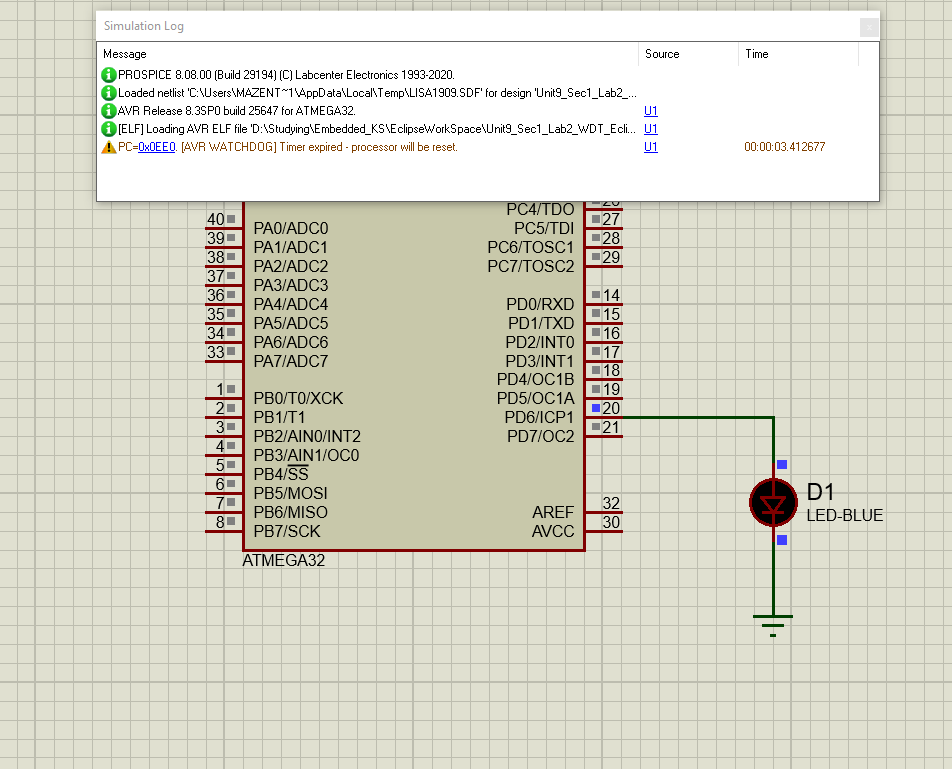 Simulation Log
Message Source Time
PROSPICE 8.08.00 (Build 29194) (C) Labcenter Electronics 1993-2020.
Loaded netlist 'C:\Users\MAZENT~1\AppData\Local\Temp\LISA1909.SDF' for design 'Unit9_Sec1_Lab2_...
AVR Release 8.3SP0 build 25647 for ATMEGA32. U1
[ELF] Loading AVR ELF file 'D:\Studying\Embedded_KS\EclipseWorkSpace\Unit9_Sec1_Lab2_WDT_Ecli... U1
PC=0x0EE0. [AVR WATCHDOG] Timer expired - processor will be reset. U1 00:00:03.412677
PC4/TDO
40 PA0/ADC0 PC5/TDI 27
39 PA1/ADC1 PC6/TOSC1 28
38 PA2/ADC2 PC7/TOSC2 29
37 PA3/ADC3
36 PA4/ADC4 PD0/RXD 14
35 PA5/ADC5 PD1/TXD 15
34 PA6/ADC6 PD2/INT0 16
33 PA7/ADC7 PD3/INT1 17
PD4/OC1B 18
1 PB0/T0/XCK PD5/OC1A 19
2 PB1/T1 PD6/ICP1 20
3 PB2/AIN0/INT2 PD7/OC2 21
4 PB3/AIN1/OC0
5 PB4/SS
6 PB5/MOSI
7 PB6/MISO AREF 32
8 PB7/SCK AVCC 30
ATMEGA32
D1
LED-BLUE